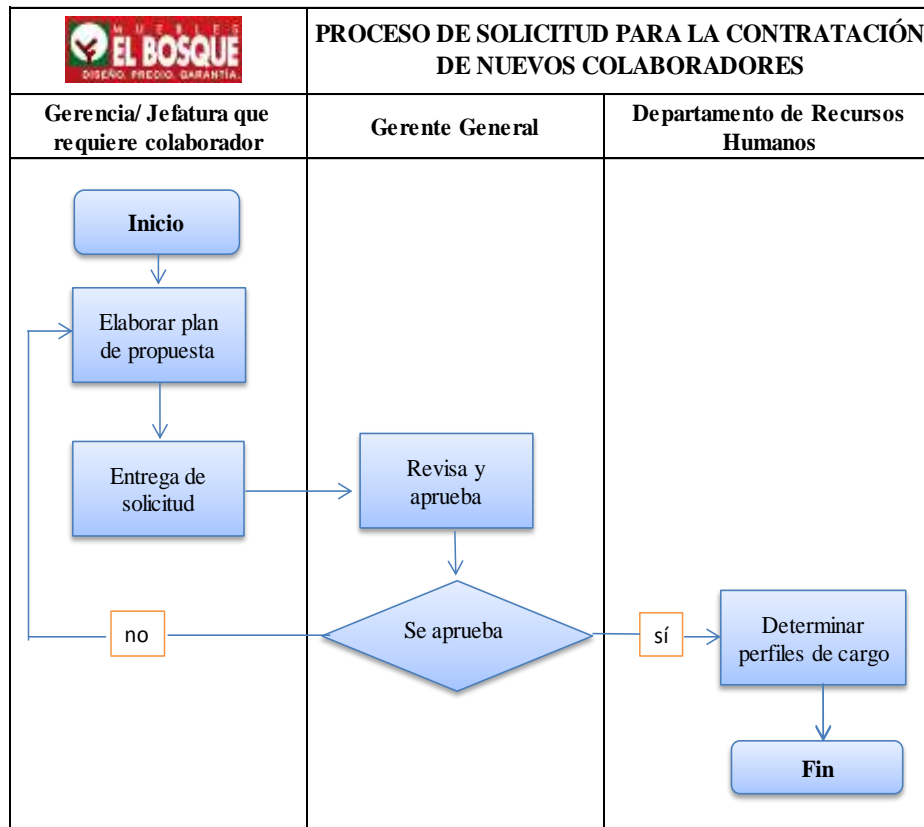 MUEBLES
EL BOSQUE
DISEÑO. PRECIO. GARANTÍA.
PROCESO DE SOLICITUD PARA LA CONTRATACIÓN
DE NUEVOS COLABORADORES
Gerencia/ Jefatura que
requiere colaborador
Gerente General
Departamento de Recursos
Humanos
Inicio
Elaborar plan
de propuesta
Entrega de
solicitud
Revisa y
aprueba
no
Se aprueba
sí
Determinar
perfiles de cargo
Fin